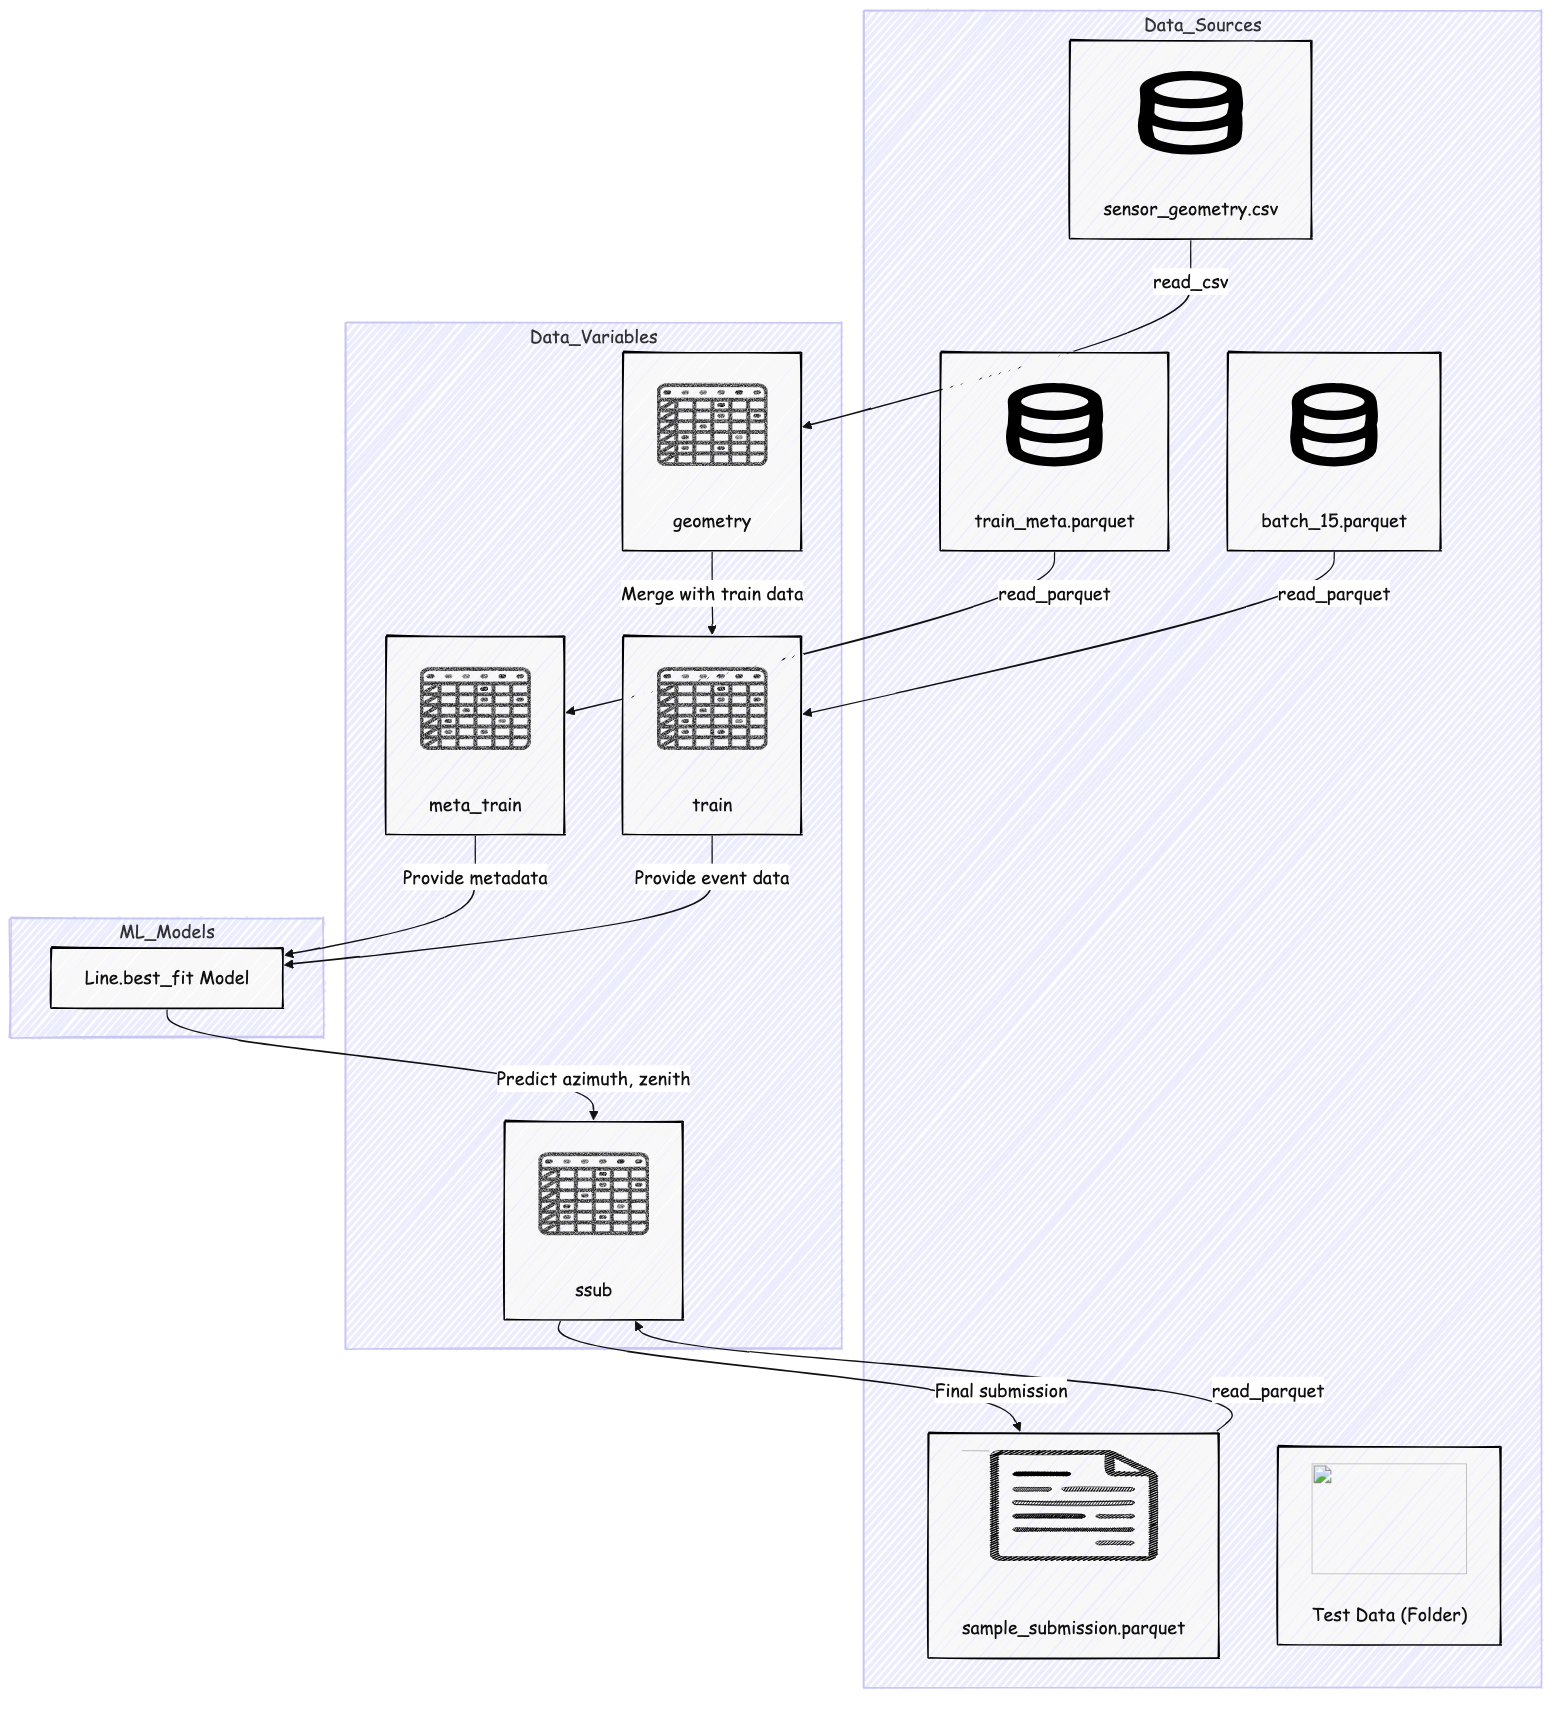 Data_Sources
sensor_geometry.csv
read_csv
Data_Variables
geometry
train_meta.parquet
batch_15.parquet
Merge with train data
read_parquet
read_parquet
meta_train
train
Provide metadata
Provide event data
ML_Models
Line.best_fit Model
Predict azimuth, zenith
ssub
Final submission
read_parquet
sample_submission.parquet
Test Data (Folder)